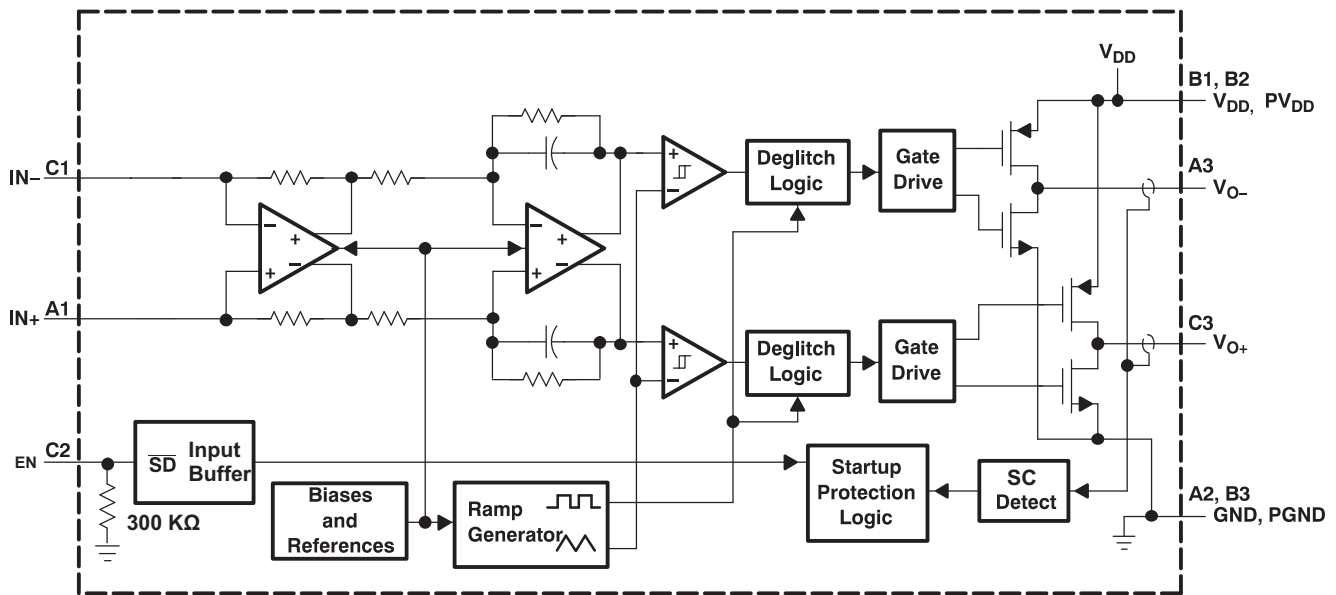 V_DD
B1, B2
V_DD, PV_DD
IN– C1
+
–
Deglitch
Logic
Gate
Drive
A3
V_O–
–
+
–
+
–
+
–
+
IN+ A1
+
–
Deglitch
Logic
Gate
Drive
C3
V_O+
EN C2
SD Input
Buffer
300 KΩ
Biases
and
References
Ramp
Generator
Startup
Protection
Logic
SC
Detect
A2, B3
GND, PGND